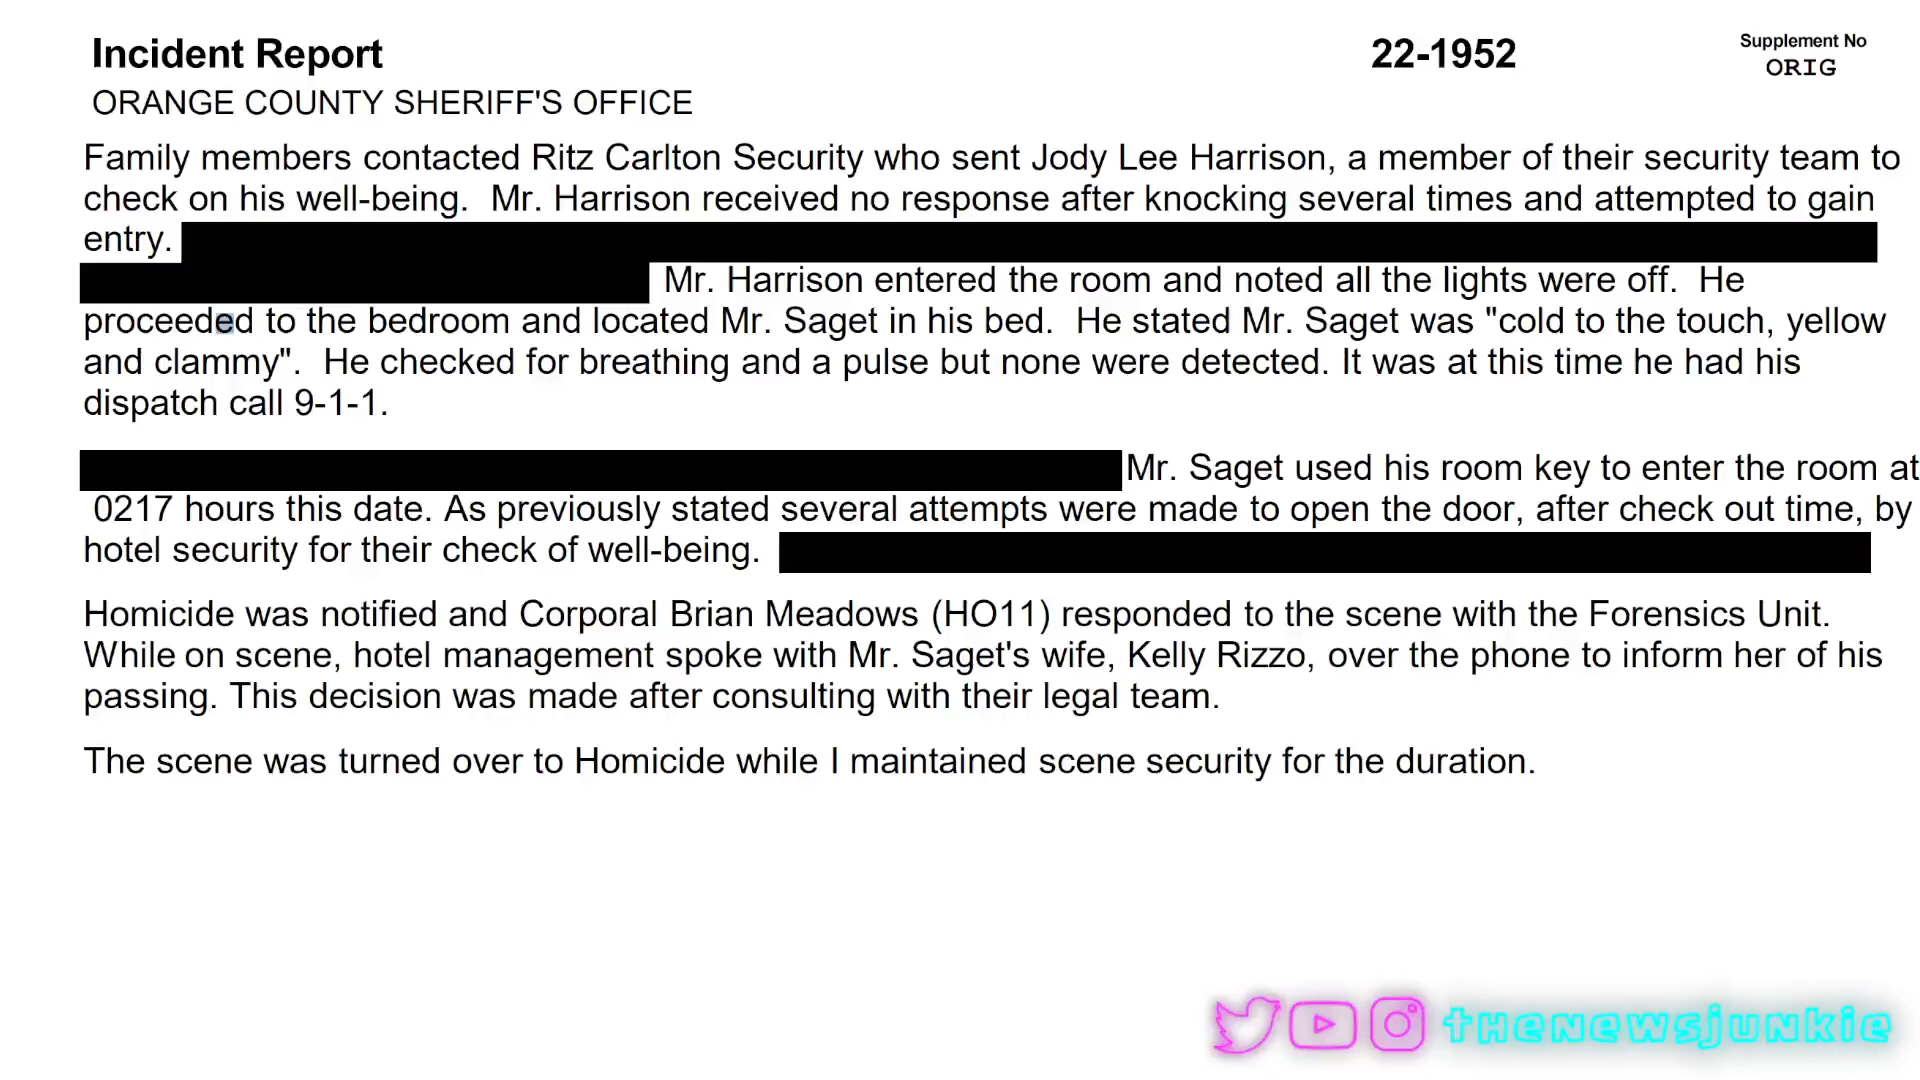 Incident Report
22-1952
Supplement No
ORIG
ORANGE COUNTY SHERIFF'S OFFICE
Family members contacted Ritz Carlton Security who sent Jody Lee Harrison, a member of their security team to
check on his well-being. Mr. Harrison received no response after knocking several times and attempted to gain
entry.
Mr. Harrison entered the room and noted all the lights were off. He
proceeded to the bedroom and located Mr. Saget in his bed. He stated Mr. Saget was "cold to the touch, yellow
and clammy". He checked for breathing and a pulse but none were detected. It was at this time he had his
dispatch call 9-1-1.
Mr. Saget used his room key to enter the room at
0217 hours this date. As previously stated several attempts were made to open the door, after check out time, by
hotel security for their check of well-being.
Homicide was notified and Corporal Brian Meadows (HO11) responded to the scene with the Forensics Unit.
While on scene, hotel management spoke with Mr. Saget's wife, Kelly Rizzo, over the phone to inform her of his
passing. This decision was made after consulting with their legal team.
The scene was turned over to Homicide while I maintained scene security for the duration.
thenewsjunkie